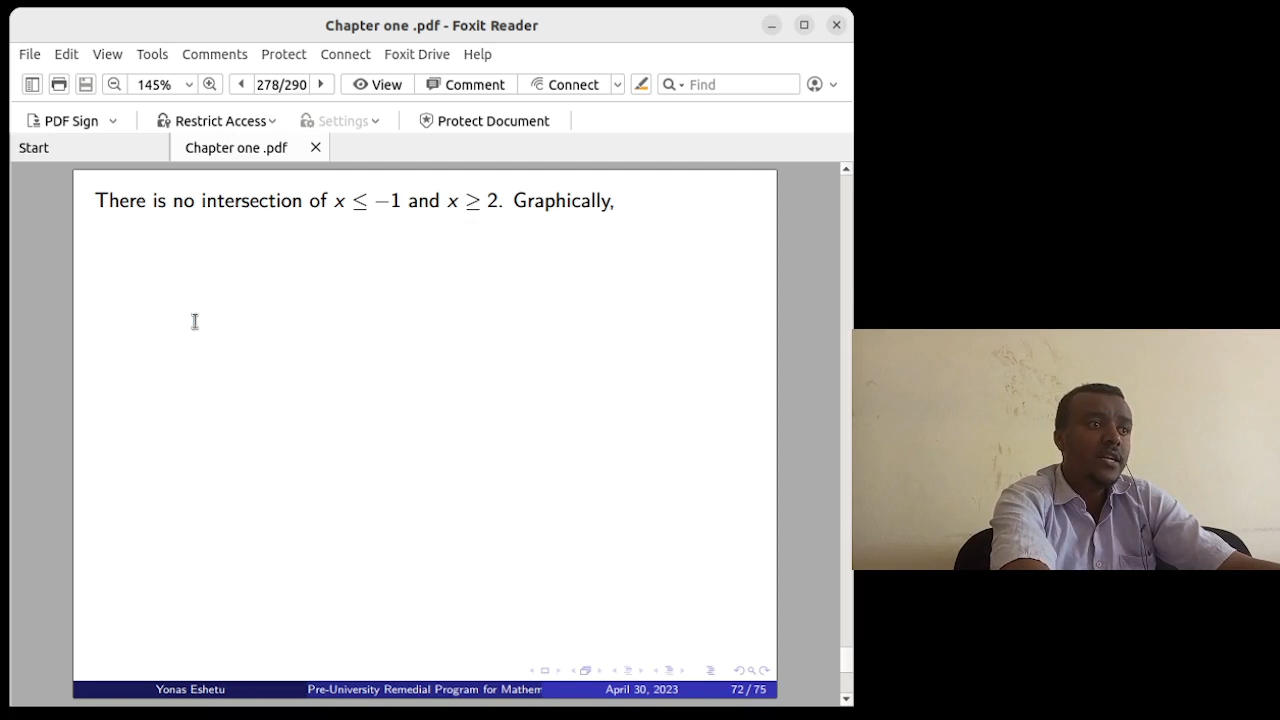 Chapter one .pdf - Foxit Reader
File Edit View Tools Comments Protect Connect Foxit Drive Help
145% 278/290 View Comment Connect Find
PDF Sign Restrict Access Settings Protect Document
Start Chapter one .pdf
There is no intersection of x ≤ −1 and x ≥ 2. Graphically,
Yonas Eshetu Pre-University Remedial Program for Mathem April 30, 2023 72 / 75